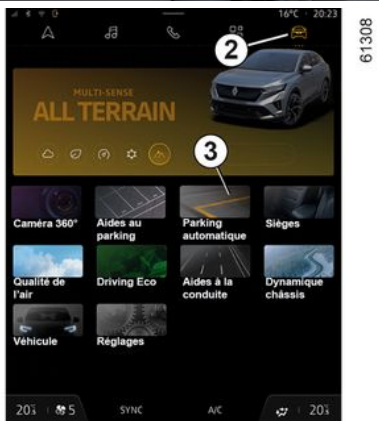 16°C 20:23
2
MULTI-SENSE
ALL TERRAIN
3
Caméra 360°
Aides au
parking
Parking
automatique
Sièges
Qualité de
l'air
Driving Eco
Aides à la
conduite
Dynamique
châssis
Véhicule
Réglages
20 5 SYNC A/C 20
61308